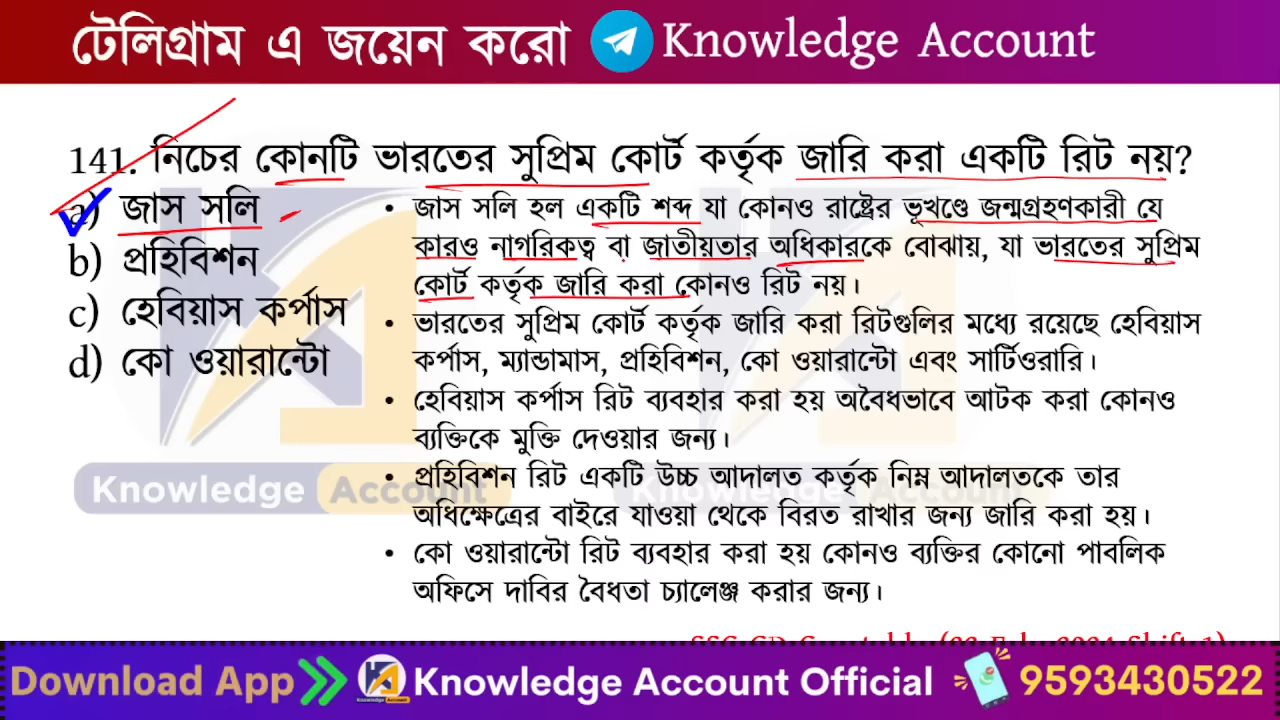 টেলিগ্রাম এ জয়েন করো Knowledge Account
141. নিচের কোনটি ভারতের সুপ্রিম কোর্ট কর্তৃক জারি করা একটি রিট নয়?
a) জাস সলি
b) প্রহিবিশন
c) হেবিয়াস কর্পাস
d) কো ওয়ারান্টো
• জাস সলি হল একটি শব্দ যা কোনও রাষ্ট্রের ভূখণ্ডে জন্মগ্রহণকারী যে
কারও নাগরিকত্ব বা জাতীয়তার অধিকারকে বোঝায়, যা ভারতের সুপ্রিম
কোর্ট কর্তৃক জারি করা কোনও রিট নয়।
• ভারতের সুপ্রিম কোর্ট কর্তৃক জারি করা রিটগুলির মধ্যে রয়েছে হেবিয়াস
কর্পাস, ম্যান্ডামাস, প্রহিবিশন, কো ওয়ারান্টো এবং সার্টিওরারি।
• হেবিয়াস কর্পাস রিট ব্যবহার করা হয় অবৈধভাবে আটক করা কোনও
ব্যক্তিকে মুক্তি দেওয়ার জন্য।
• প্রহিবিশন রিট একটি উচ্চ আদালত কর্তৃক নিম্ন আদালতকে তার
অধিক্ষেত্রের বাইরে যাওয়া থেকে বিরত রাখার জন্য জারি করা হয়।
• কো ওয়ারান্টো রিট ব্যবহার করা হয় কোনও ব্যক্তির কোনো পাবলিক
অফিসে দাবির বৈধতা চ্যালেঞ্জ করার জন্য।
Knowledge Account
Knowledge Account
Download App Knowledge Account Official 9593430522